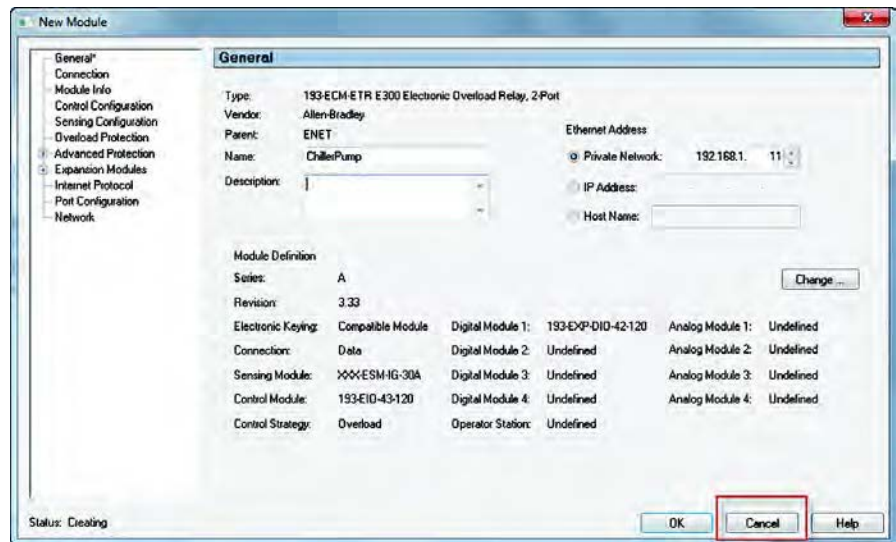 New Module
General*
Connection
Module Info
Control Configuration
Sensing Configuration
Overload Protection
Advanced Protection
Expansion Modules
Internet Protocol
Port Configuration
Network
General
Type: 193-ECM-ETR E300 Electronic Overload Relay, 2-Port
Vendor: Allen-Bradley
Parent: ENET
Name: ChillerPump
Description:
Ethernet Address
Private Network: 192.168.1. 11
IP Address:
Host Name:
Module Definition
Series: A
Change ...
Revision: 3.33
Electronic Keying: Compatible Module Digital Module 1: 193-EXP-DIO-42-120 Analog Module 1: Undefined
Connection: Data Digital Module 2: Undefined Analog Module 2: Undefined
Sensing Module: XXX-ESM-IG-30A Digital Module 3: Undefined Analog Module 3: Undefined
Control Module: 193-EIO-43-120 Digital Module 4: Undefined Analog Module 4: Undefined
Control Strategy: Overload Operator Station: Undefined
Status: Creating
OK Cancel Help